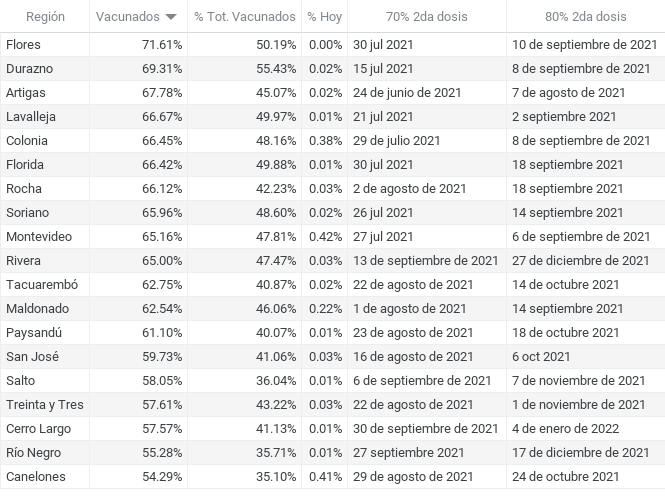 Región Vacunados % Tot. Vacunados % Hoy 70% 2da dosis 80% 2da dosis
Flores 71.61% 50.19% 0.00% 30 jul 2021 10 de septiembre de 2021
Durazno 69.31% 55.43% 0.02% 15 jul 2021 8 de septiembre de 2021
Artigas 67.78% 45.07% 0.02% 24 de junio de 2021 7 de agosto de 2021
Lavalleja 66.67% 49.97% 0.01% 21 jul 2021 2 septiembre 2021
Colonia 66.45% 48.16% 0.38% 29 de julio 2021 8 de septiembre de 2021
Florida 66.42% 49.88% 0.01% 30 jul 2021 18 septiembre 2021
Rocha 66.12% 42.23% 0.03% 2 de agosto de 2021 18 septiembre 2021
Soriano 65.96% 48.60% 0.02% 26 jul 2021 14 septiembre 2021
Montevideo 65.16% 47.81% 0.42% 27 jul 2021 6 de septiembre de 2021
Rivera 65.00% 47.47% 0.03% 13 de septiembre de 2021 27 de diciembre de 2021
Tacuarembó 62.75% 40.87% 0.02% 22 de agosto de 2021 14 de octubre de 2021
Maldonado 62.54% 46.06% 0.22% 1 de agosto de 2021 14 septiembre 2021
Paysandú 61.10% 40.07% 0.01% 23 de agosto de 2021 18 de octubre de 2021
San José 59.73% 41.06% 0.03% 16 de agosto de 2021 6 oct 2021
Salto 58.05% 36.04% 0.01% 6 de septiembre de 2021 7 de noviembre de 2021
Treinta y Tres 57.61% 43.22% 0.03% 22 de agosto de 2021 1 de noviembre de 2021
Cerro Largo 57.57% 41.13% 0.01% 30 de septiembre de 2021 4 de enero de 2022
Río Negro 55.28% 35.71% 0.01% 27 septiembre 2021 17 de diciembre de 2021
Canelones 54.29% 35.10% 0.41% 29 de agosto de 2021 24 de octubre de 2021